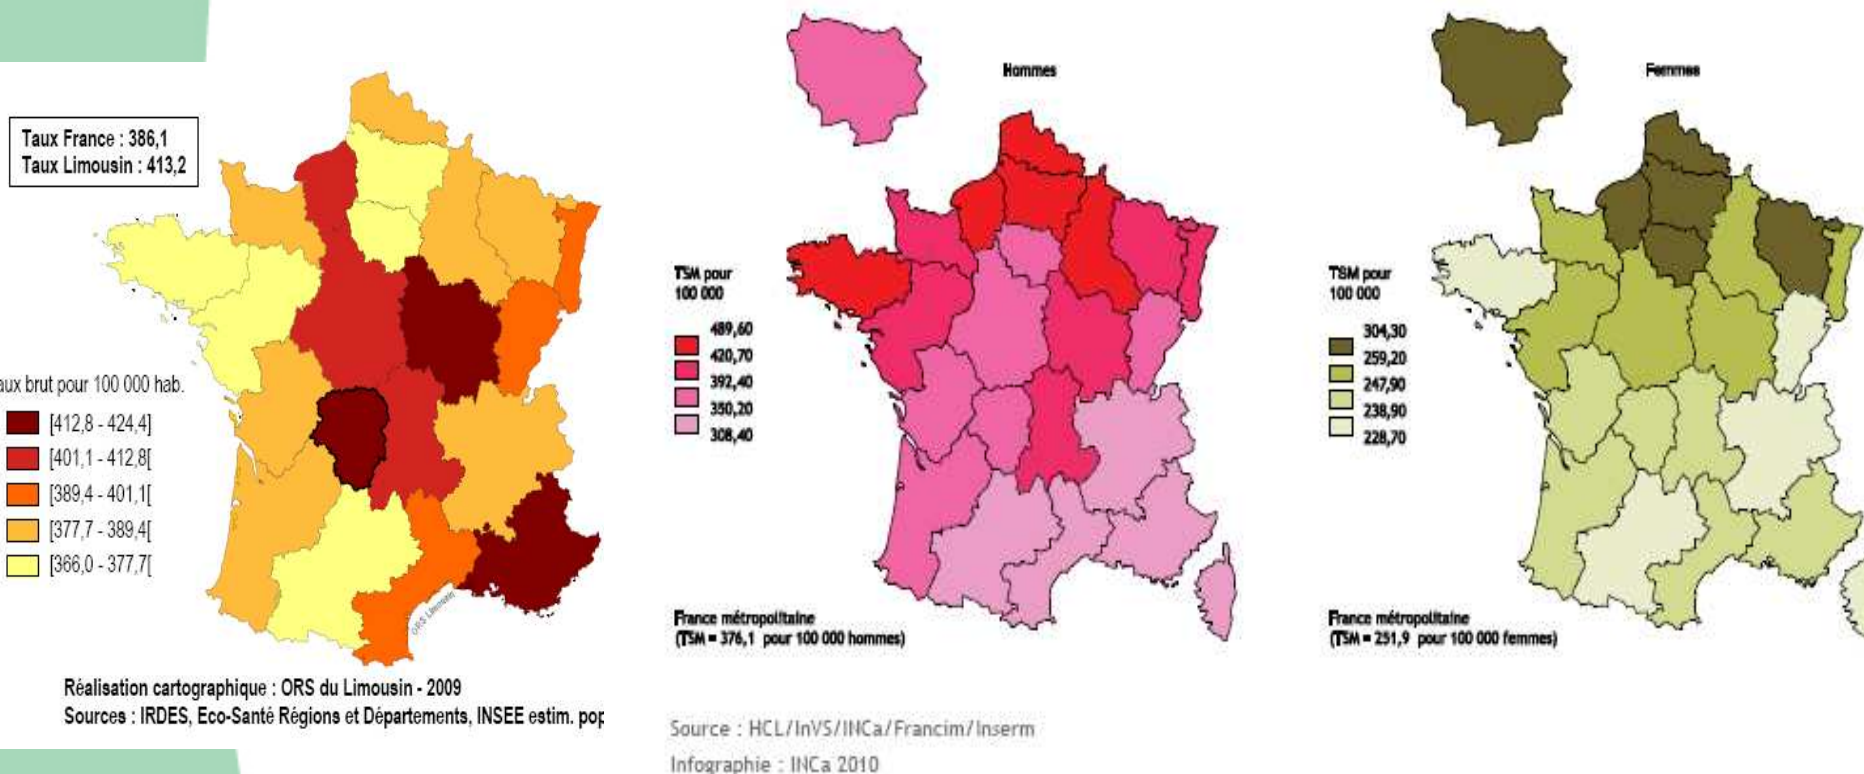 Taux France : 386,1
Taux Limousin : 413,2
aux brut pour 100 000 hab.
[412,8 - 424,4]
[401,1 - 412,8[
[389,4 - 401,1[
[377,7 - 389,4[
[366,0 - 377,7[
ORS Limousin
Réalisation cartographique : ORS du Limousin - 2009
Sources : IRDES, Eco-Santé Régions et Départements, INSEE estim. pop
Hommes
TSM pour
100 000
489,60
420,70
392,40
350,20
308,40
France métropolitaine
(TSM = 376,1 pour 100 000 hommes)
Source : HCL/InVS/INCa/Francim/Inserm
Infographie : INCa 2010
Femmes
TSM pour
100 000
304,30
259,20
247,90
238,90
228,70
France métropolitaine
(TSM = 251,9 pour 100 000 femmes)